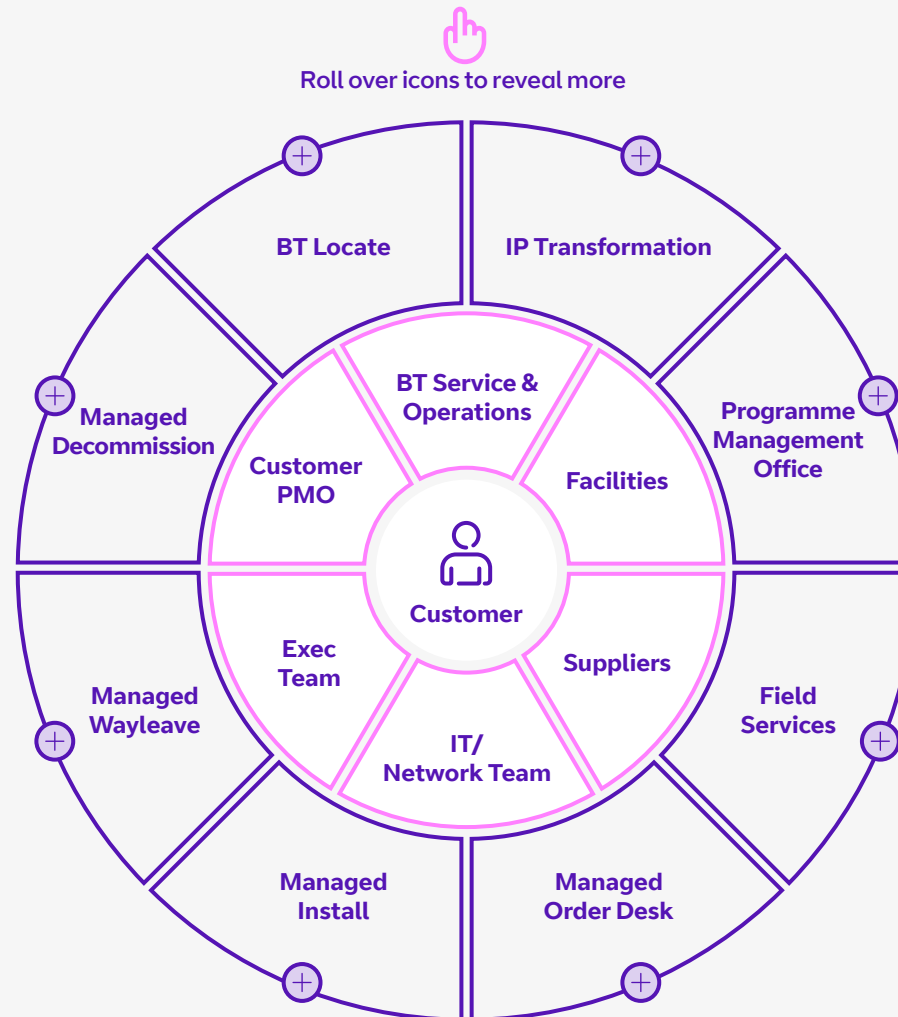 Roll over icons to reveal more
BT Locate
IP Transformation
Managed
Decommission
Programme
Management
Office
BT Service &
Operations
Customer
PMO
Facilities
Customer
Exec
Team
Suppliers
IT/
Network Team
Managed
Wayleave
Field
Services
Managed
Install
Managed
Order Desk